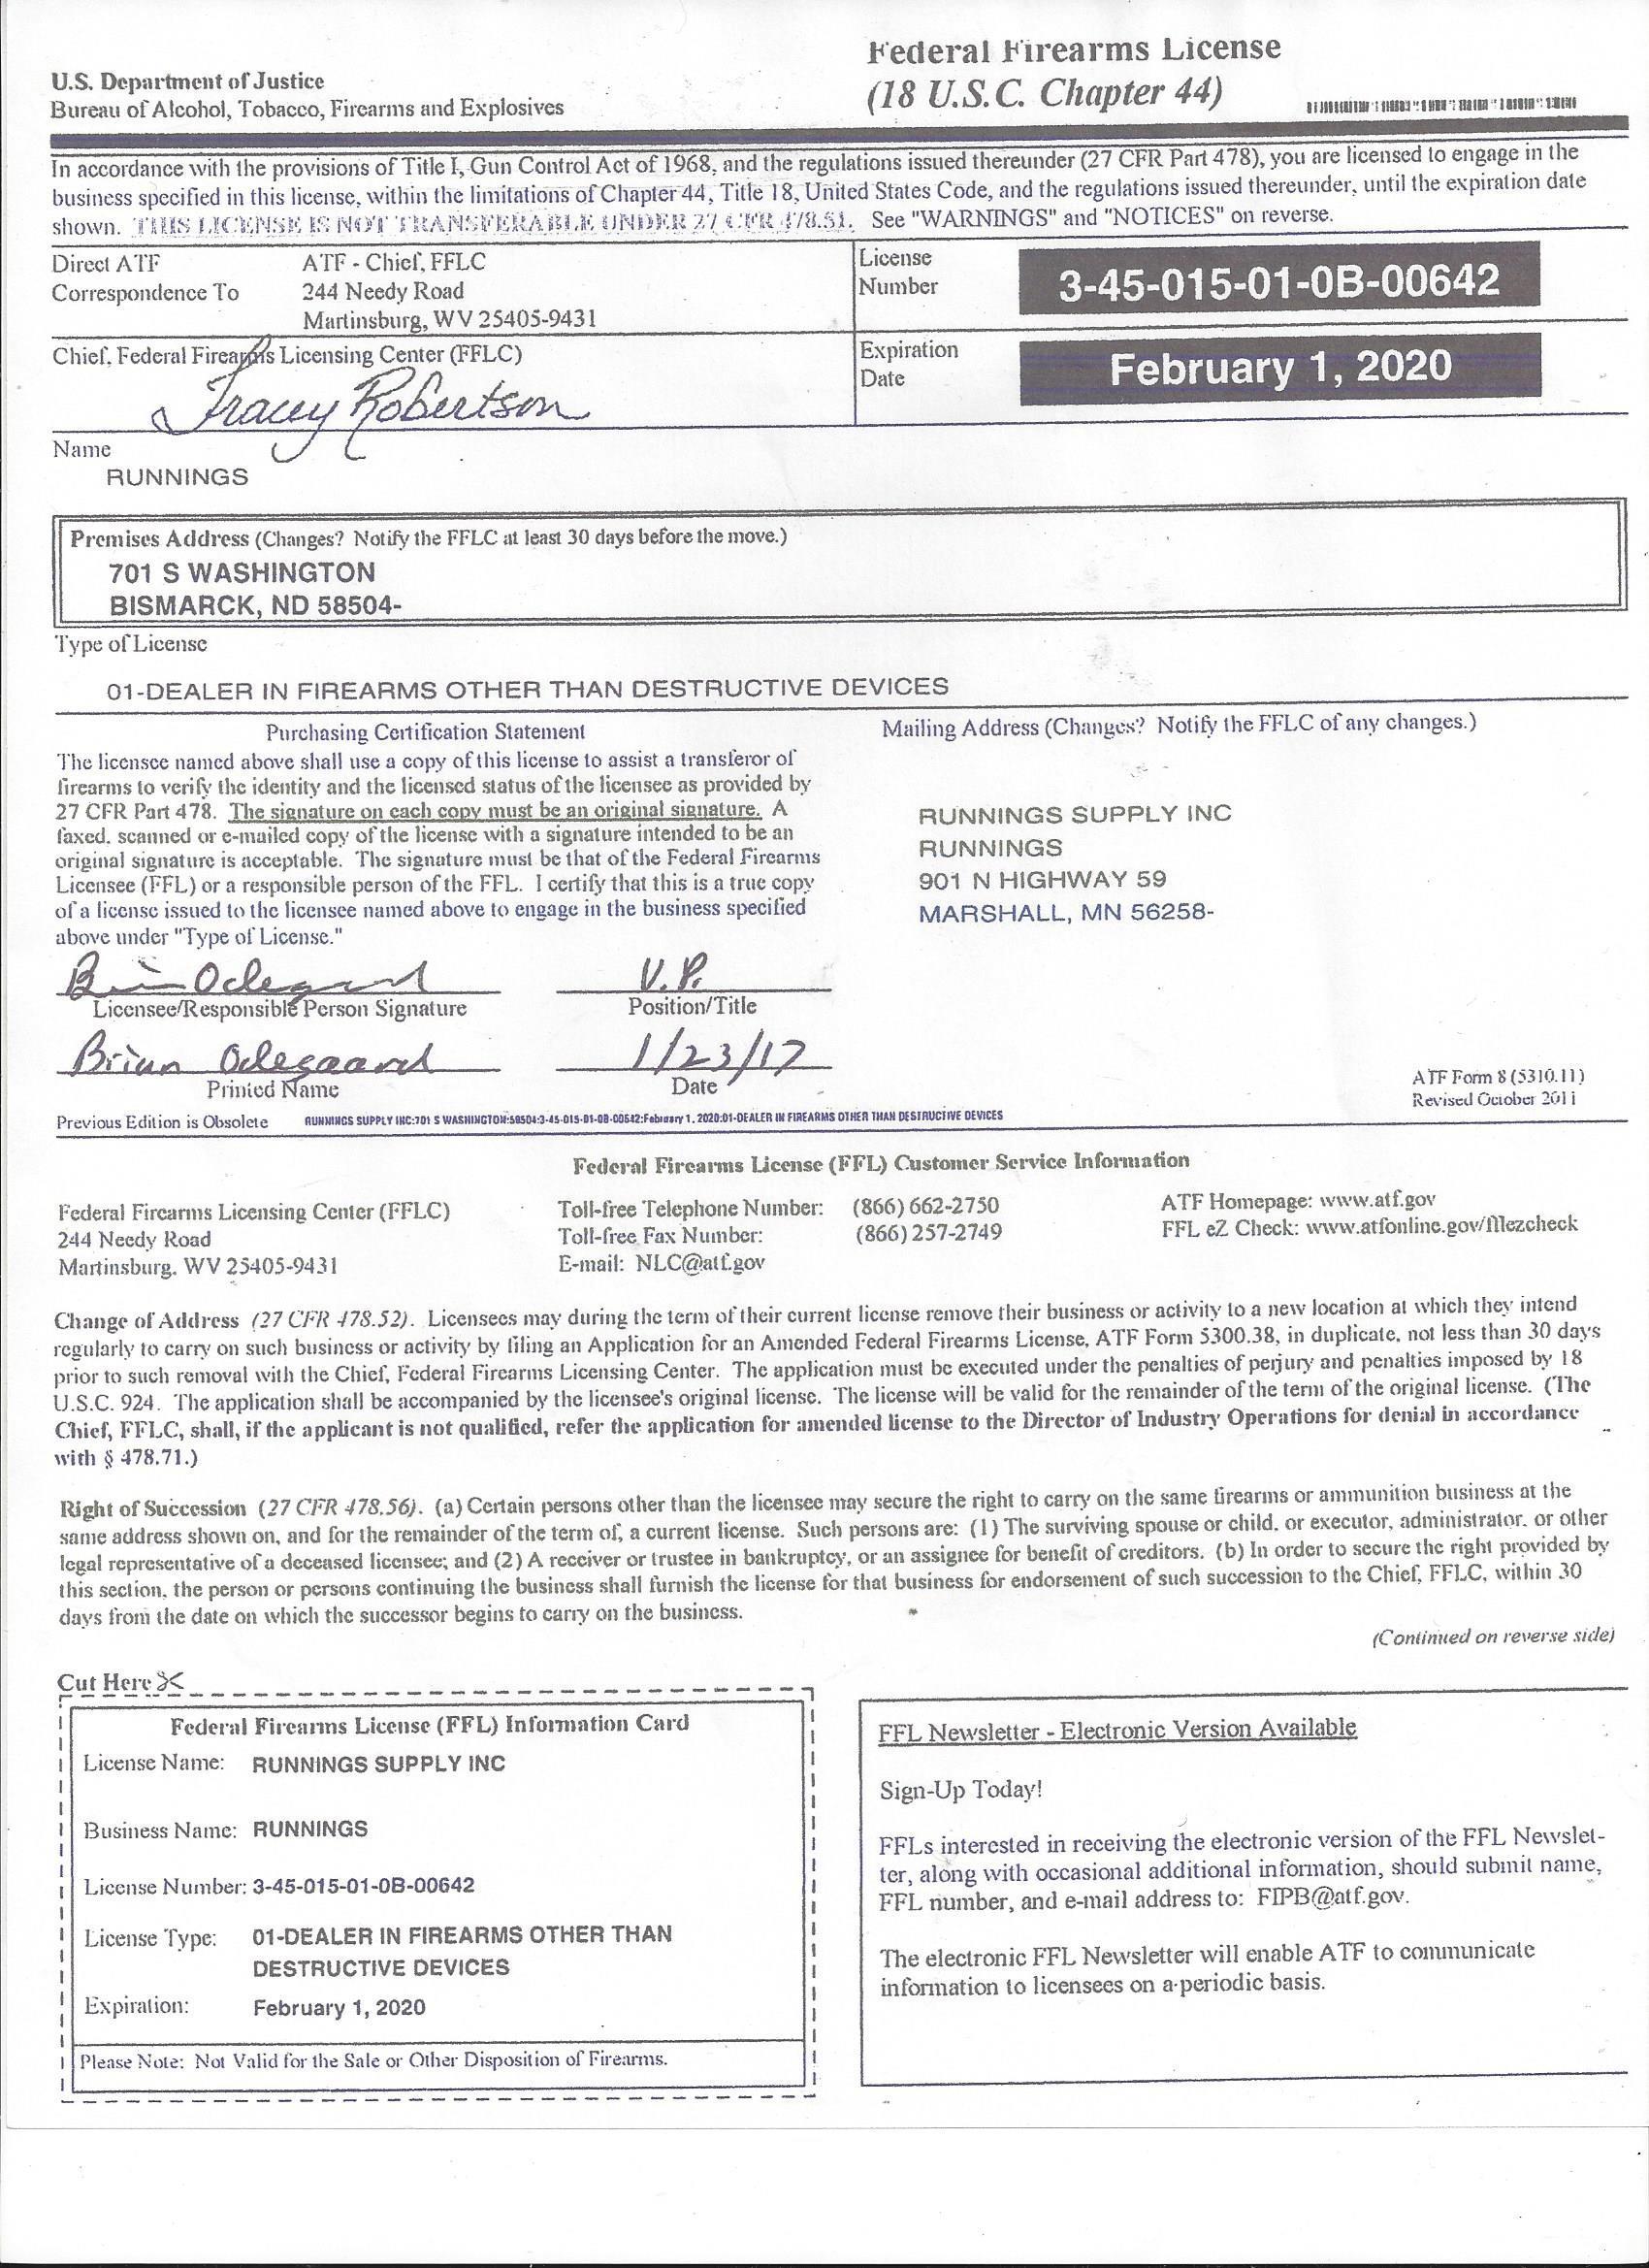 Federal Firearms License
(18 U.S.C. Chapter 44)
U.S. Department of Justice
Bureau of Alcohol, Tobacco, Firearms and Explosives
In accordance with the provisions of Title I, Gun Control Act of 1968, and the regulations issued thereunder (27 CFR Part 478), you are licensed to engage in the
business specified in this license, within the limitations of Chapter 44, Title 18, United States Code, and the regulations issued thereunder, until the expiration date
shown. THIS LICENSE IS NOT TRANSFERABLE UNDER 27 CFR 478.51. See "WARNINGS" and "NOTICES" on reverse.
Direct ATF
Correspondence To
ATF - Chief, FFLC
244 Needy Road
Martinsburg, WV 25405-9431
License
Number
3-45-015-01-0B-00642
Chief, Federal Firearms Licensing Center (FFLC)
Tracey Robertson
Expiration
Date
February 1, 2020
Name
RUNNINGS
Premises Address (Changes? Notify the FFLC at least 30 days before the move.)
701 S WASHINGTON
BISMARCK, ND 58504-
Type of License
01-DEALER IN FIREARMS OTHER THAN DESTRUCTIVE DEVICES
Purchasing Certification Statement
The licensee named above shall use a copy of this license to assist a transferor of
firearms to verify the identity and the licensed status of the licensee as provided by
27 CFR Part 478. The signature on each copy must be an original signature. A
faxed, scanned or e-mailed copy of the license with a signature intended to be an
original signature is acceptable. The signature must be that of the Federal Firearms
Licensee (FFL) or a responsible person of the FFL. I certify that this is a true copy
of a license issued to the licensee named above to engage in the business specified
above under "Type of License."
Mailing Address (Changes? Notify the FFLC of any changes.)
RUNNINGS SUPPLY INC
RUNNINGS
901 N HIGHWAY 59
MARSHALL, MN 56258-
Brian Odegaard V.P.
Licensee/Responsible Person Signature Position/Title
Brian Odegaard 1/23/17
Printed Name Date
ATF Form 8 (5310.11)
Revised October 2011
Previous Edition is Obsolete RUNNINGS SUPPLY INC:701 S WASHINGTON:58504:3-45-015-01-0B-00642:February 1, 2020:01-DEALER IN FIREARMS OTHER THAN DESTRUCTIVE DEVICES
Federal Firearms License (FFL) Customer Service Information
Federal Firearms Licensing Center (FFLC)
244 Needy Road
Martinsburg, WV 25405-9431
Toll-free Telephone Number: (866) 662-2750
Toll-free Fax Number: (866) 257-2749
E-mail: NLC@atf.gov
ATF Homepage: www.atf.gov
FFL eZ Check: www.atfonline.gov/fflezcheck
Change of Address (27 CFR 478.52). Licensees may during the term of their current license remove their business or activity to a new location at which they intend
regularly to carry on such business or activity by filing an Application for an Amended Federal Firearms License, ATF Form 5300.38, in duplicate, not less than 30 days
prior to such removal with the Chief, Federal Firearms Licensing Center. The application must be executed under the penalties of perjury and penalties imposed by 18
U.S.C. 924. The application shall be accompanied by the licensee's original license. The license will be valid for the remainder of the term of the original license. (The
Chief, FFLC, shall, if the applicant is not qualified, refer the application for amended license to the Director of Industry Operations for denial in accordance
with § 478.71.)
Right of Succession (27 CFR 478.56). (a) Certain persons other than the licensee may secure the right to carry on the same firearms or ammunition business at the
same address shown on, and for the remainder of the term of, a current license. Such persons are: (1) The surviving spouse or child, or executor, administrator, or other
legal representative of a deceased licensee; and (2) A receiver or trustee in bankruptcy, or an assignee for benefit of creditors. (b) In order to secure the right provided by
this section, the person or persons continuing the business shall furnish the license for that business for endorsement of such succession to the Chief, FFLC, within 30
days from the date on which the successor begins to carry on the business.
(Continued on reverse side)
Cut Here
Federal Firearms License (FFL) Information Card
License Name: RUNNINGS SUPPLY INC
Business Name: RUNNINGS
License Number: 3-45-015-01-0B-00642
License Type: 01-DEALER IN FIREARMS OTHER THAN
DESTRUCTIVE DEVICES
Expiration: February 1, 2020
Please Note: Not Valid for the Sale or Other Disposition of Firearms.
FFL Newsletter - Electronic Version Available
Sign-Up Today!
FFLs interested in receiving the electronic version of the FFL Newslet-
ter, along with occasional additional information, should submit name,
FFL number, and e-mail address to: FIPB@atf.gov.
The electronic FFL Newsletter will enable ATF to communicate
information to licensees on a periodic basis.